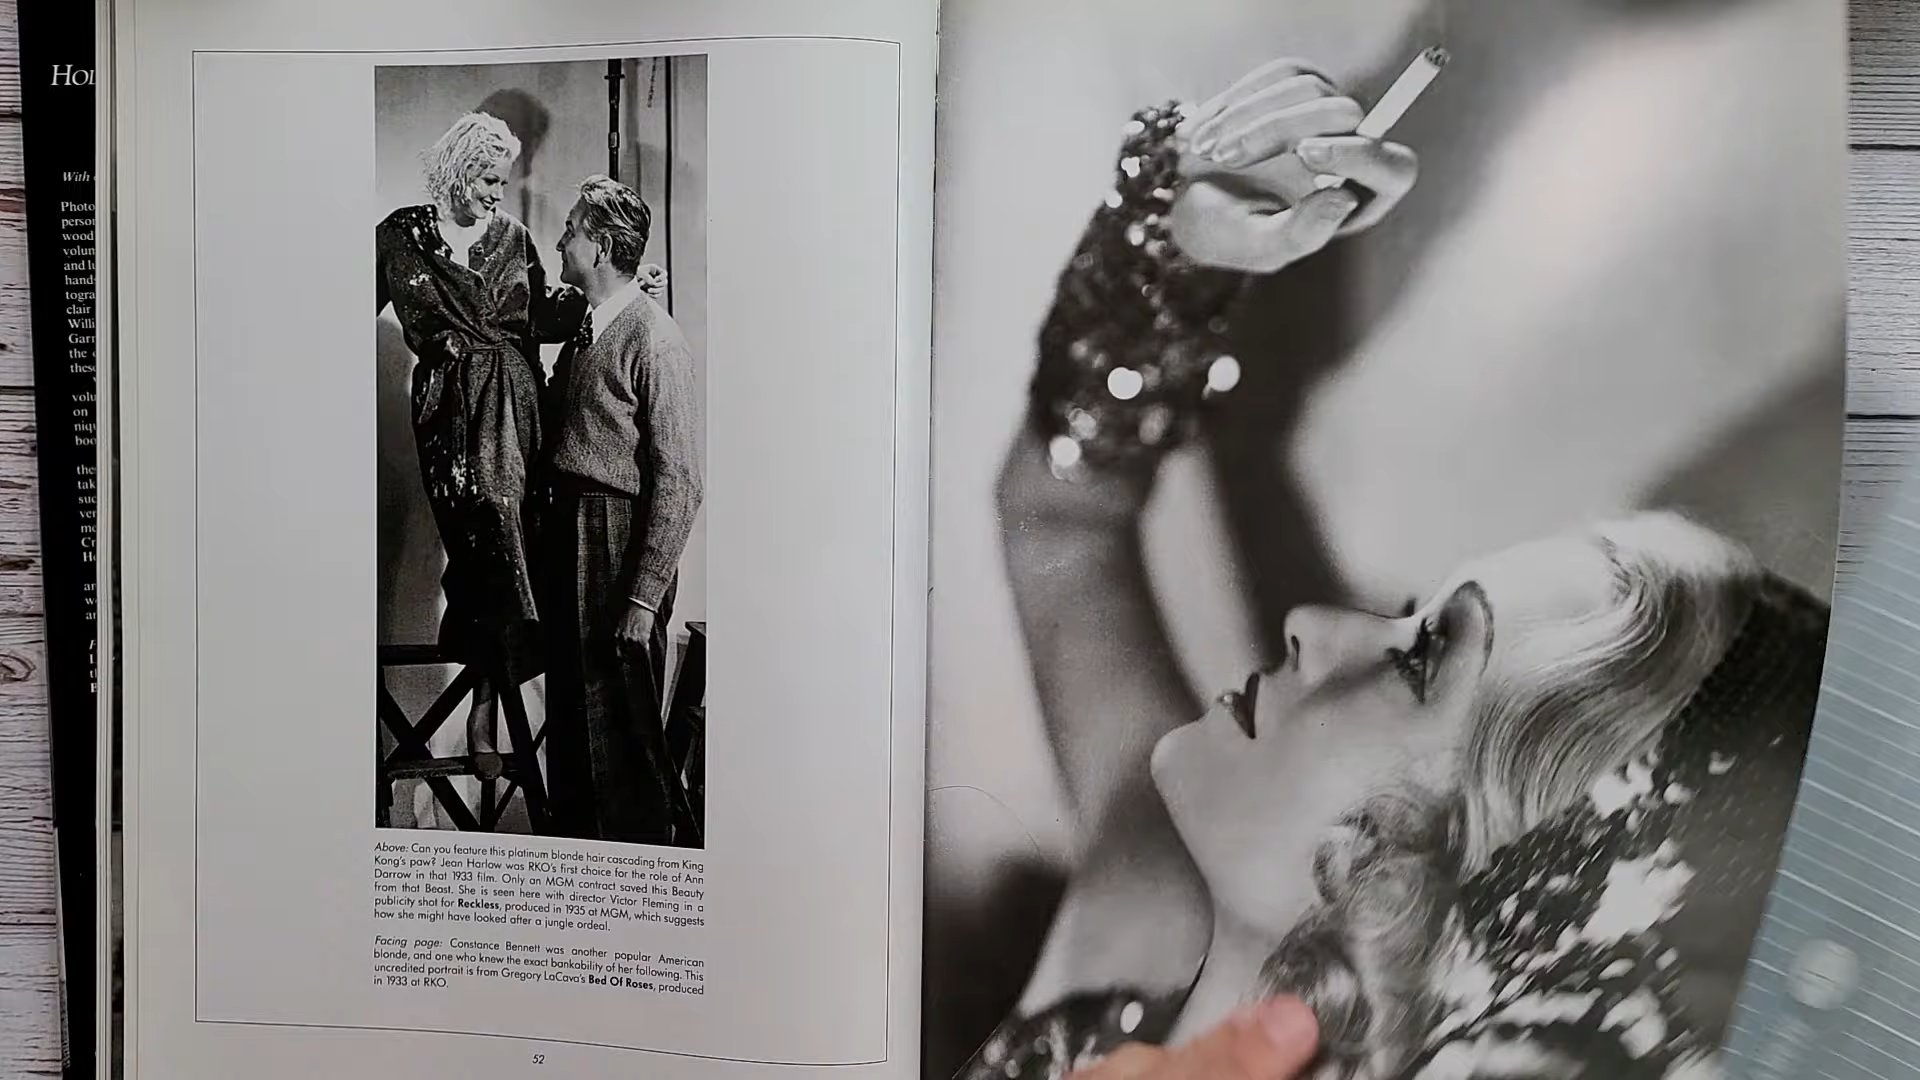 HOL
With
Photo
person
wood
volun
and lu
hand
togra
clair
Willi
Garr
the
these
volu
on
niqu
boo
the
tak
suc
ver
mo
Cr
He
ar
w
ar
Above: Can you feature this platinum blonde hair cascading from King
Kong's paw? Jean Harlow was RKO's first choice for the role of Ann
Darrow in that 1933 film. Only an MGM contract saved this Beauty
from that Beast. She is seen here with director Victor Fleming in a
publicity shot for Reckless, produced in 1935 at MGM, which suggests
how she might have looked after a jungle ordeal.
Facing page: Constance Bennett was another popular American
blonde, and one who knew the exact bankability of her following. This
uncredited portrait is from Gregory LaCava's Bed Of Roses, produced
in 1933 at RKO.
52